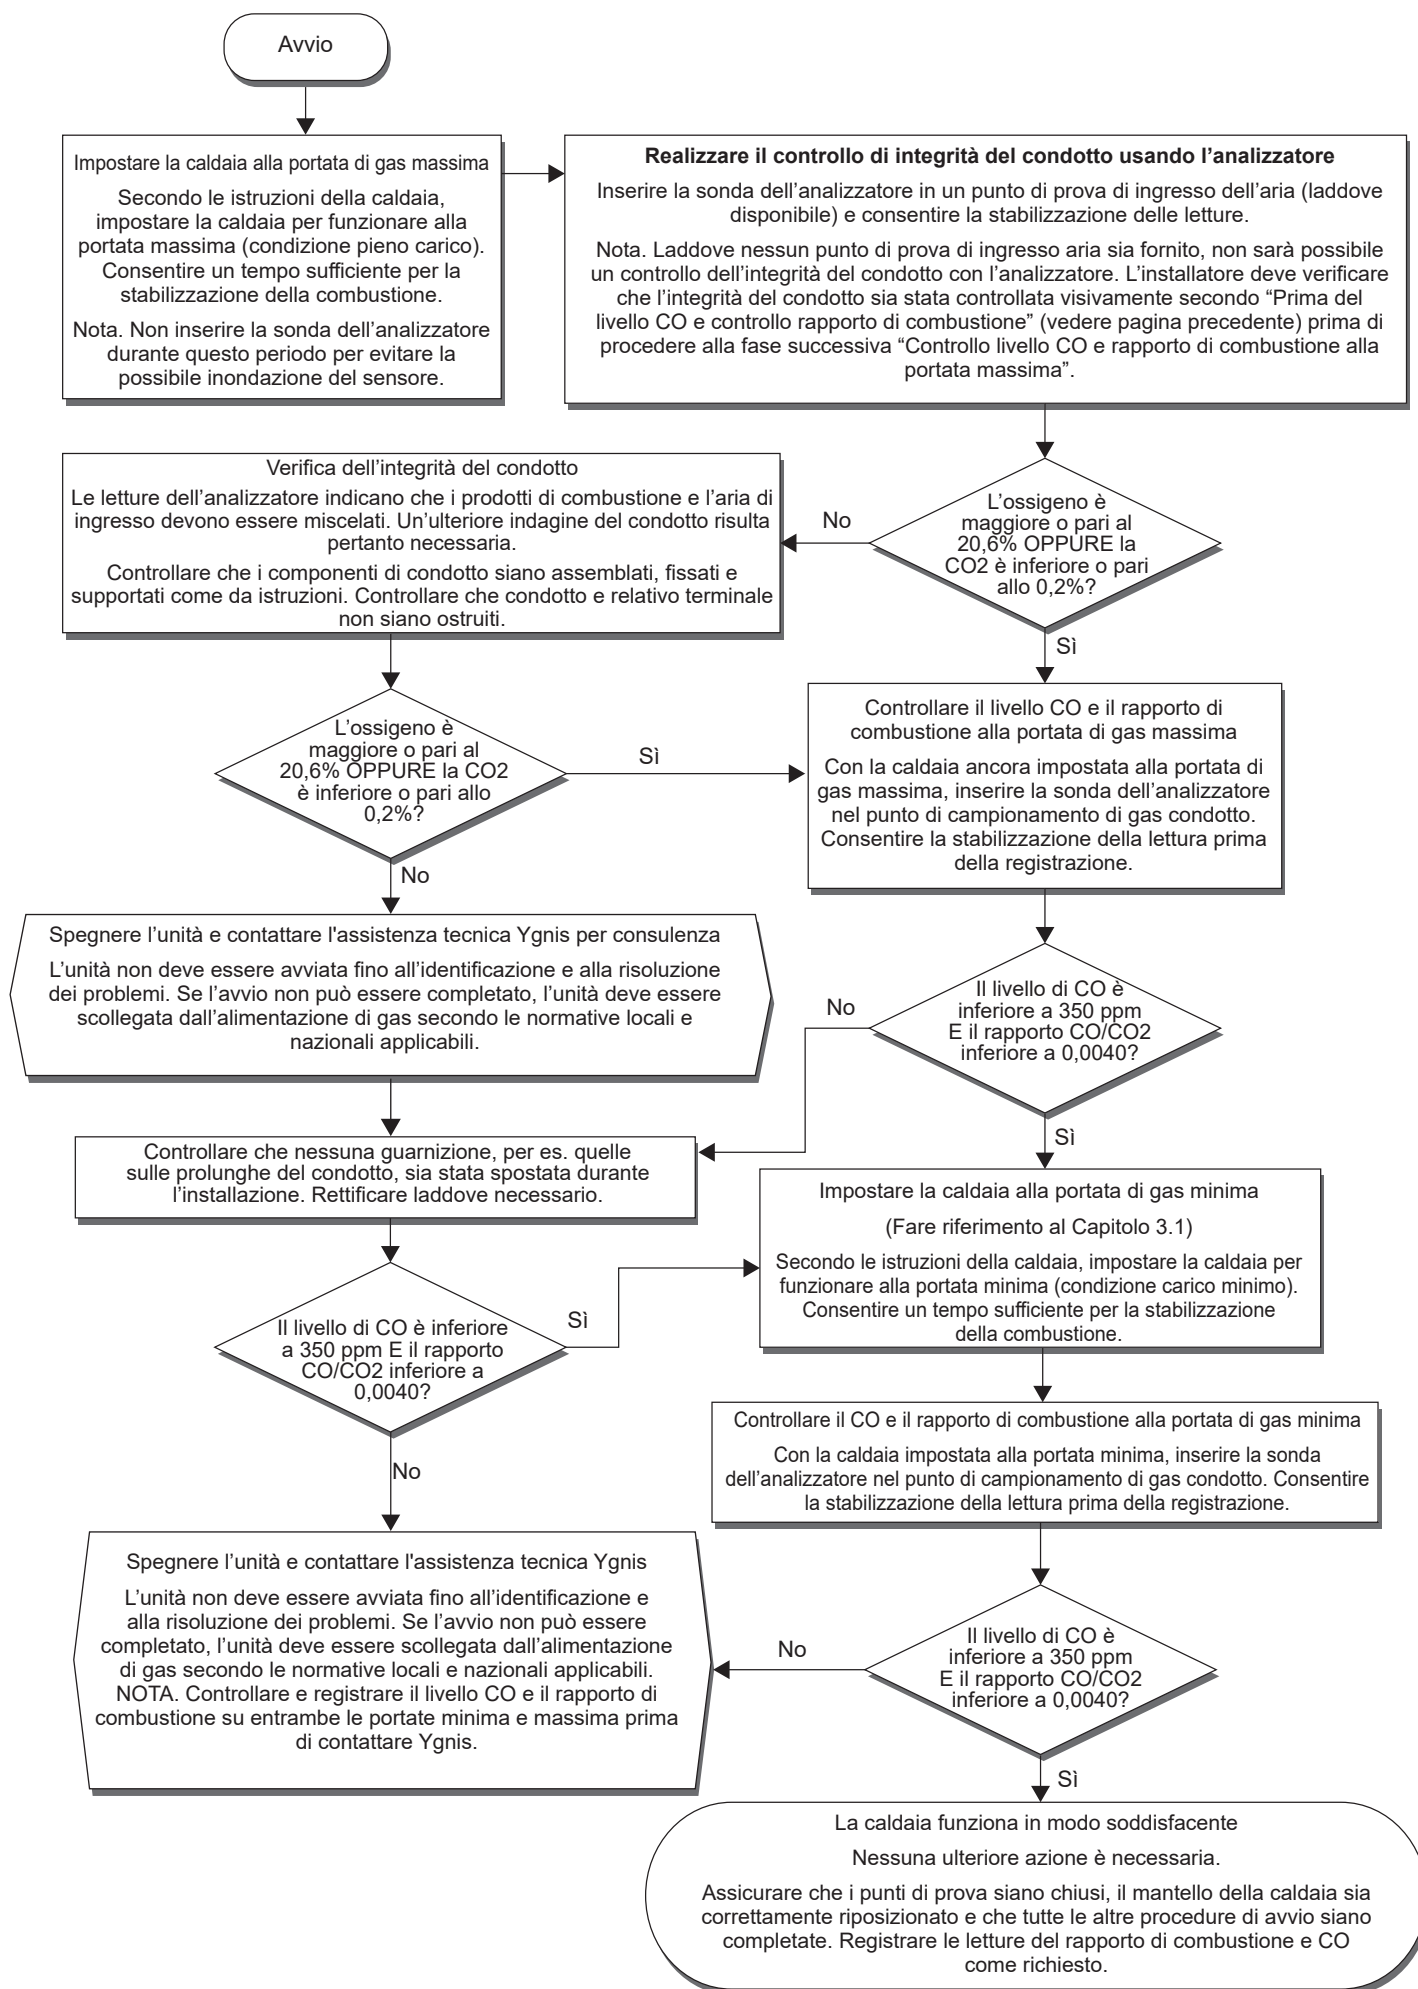 Avvio
Impostare la caldaia alla portata di gas massima
Secondo le istruzioni della caldaia,
impostare la caldaia per funzionare alla
portata massima (condizione pieno carico).
Consentire un tempo sufficiente per la
stabilizzazione della combustione.
Nota. Non inserire la sonda dell’analizzatore
durante questo periodo per evitare la
possibile inondazione del sensore.
Realizzare il controllo di integrità del condotto usando l’analizzatore
Inserire la sonda dell’analizzatore in un punto di prova di ingresso dell’aria (laddove
disponibile) e consentire la stabilizzazione delle letture.
Nota. Laddove nessun punto di prova di ingresso aria sia fornito, non sarà possibile
un controllo dell’integrità del condotto con l’analizzatore. L’installatore deve verificare
che l’integrità del condotto sia stata controllata visivamente secondo “Prima del
livello CO e controllo rapporto di combustione” (vedere pagina precedente) prima di
procedere alla fase successiva “Controllo livello CO e rapporto di combustione alla
portata massima”.
L’ossigeno è
maggiore o pari al
20,6% OPPURE la
CO2 è inferiore o pari
allo 0,2%?
No
Sì
Verifica dell’integrità del condotto
Le letture dell’analizzatore indicano che i prodotti di combustione e l’aria di
ingresso devono essere miscelati. Un’ulteriore indagine del condotto risulta
pertanto necessaria.
Controllare che i componenti di condotto siano assemblati, fissati e
supportati come da istruzioni. Controllare che condotto e relativo terminale
non siano ostruiti.
L’ossigeno è
maggiore o pari al
20,6% OPPURE la CO2
è inferiore o pari allo
0,2%?
Sì
No
Controllare il livello CO e il rapporto di
combustione alla portata di gas massima
Con la caldaia ancora impostata alla portata di
gas massima, inserire la sonda dell’analizzatore
nel punto di campionamento di gas condotto.
Consentire la stabilizzazione della lettura prima
della registrazione.
Spegnere l’unità e contattare l'assistenza tecnica Ygnis per consulenza
L’unità non deve essere avviata fino all’identificazione e alla risoluzione
dei problemi. Se l’avvio non può essere completato, l’unità deve essere
scollegata dall’alimentazione di gas secondo le normative locali e
nazionali applicabili.
Il livello di CO è
inferiore a 350 ppm
E il rapporto CO/CO2
inferiore a 0,0040?
No
Sì
Controllare che nessuna guarnizione, per es. quelle
sulle prolunghe del condotto, sia stata spostata durante
l’installazione. Rettificare laddove necessario.
Impostare la caldaia alla portata di gas minima
(Fare riferimento al Capitolo 3.1)
Secondo le istruzioni della caldaia, impostare la caldaia per
funzionare alla portata minima (condizione carico minimo).
Consentire un tempo sufficiente per la stabilizzazione
della combustione.
Il livello di CO è inferiore
a 350 ppm E il rapporto
CO/CO2 inferiore a
0,0040?
Sì
No
Controllare il CO e il rapporto di combustione alla portata di gas minima
Con la caldaia impostata alla portata minima, inserire la sonda
dell’analizzatore nel punto di campionamento di gas condotto. Consentire
la stabilizzazione della lettura prima della registrazione.
Spegnere l’unità e contattare l'assistenza tecnica Ygnis
L’unità non deve essere avviata fino all’identificazione e
alla risoluzione dei problemi. Se l’avvio non può essere
completato, l’unità deve essere scollegata dall’alimentazione
di gas secondo le normative locali e nazionali applicabili.
NOTA. Controllare e registrare il livello CO e il rapporto di
combustione su entrambe le portate minima e massima prima
di contattare Ygnis.
Il livello di CO è
inferiore a 350 ppm
E il rapporto CO/CO2
inferiore a 0,0040?
No
Sì
La caldaia funziona in modo soddisfacente
Nessuna ulteriore azione è necessaria.
Assicurare che i punti di prova siano chiusi, il mantello della caldaia sia
correttamente riposizionato e che tutte le altre procedure di avvio siano
completate. Registrare le letture del rapporto di combustione e CO
come richiesto.